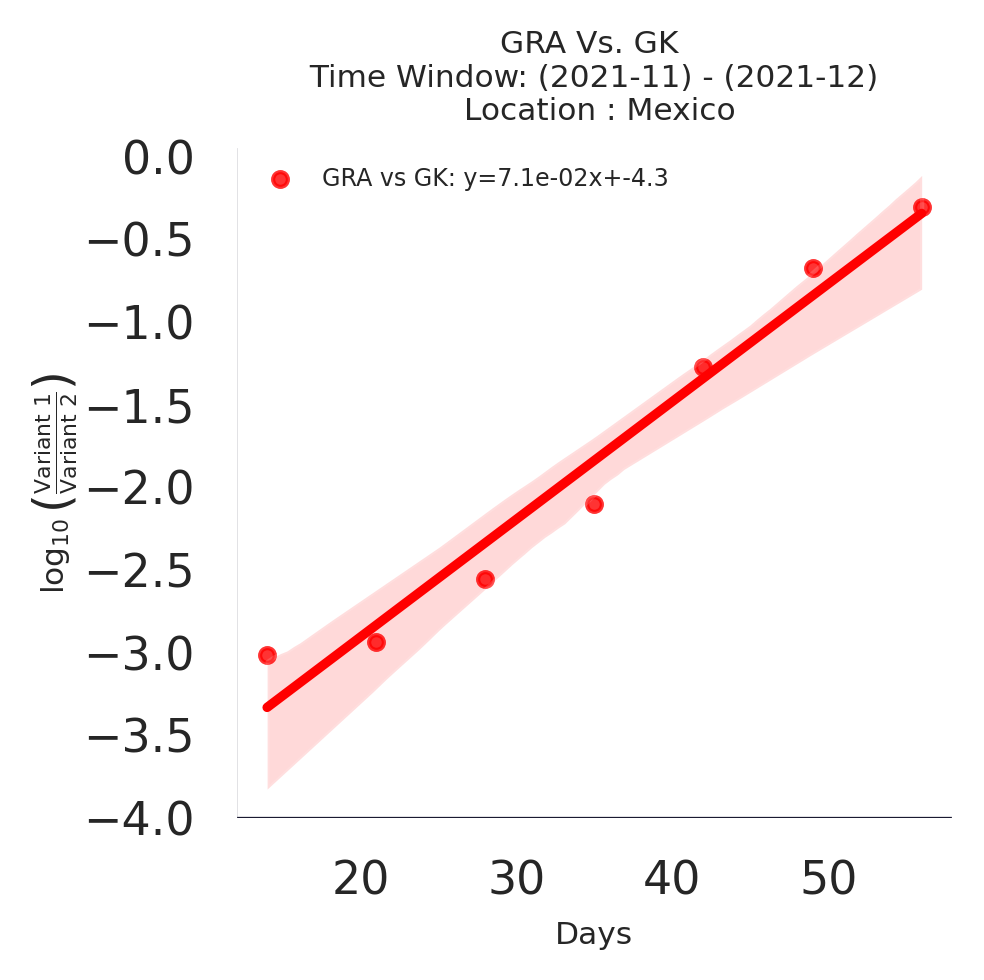 GRA Vs. GK
Time Window: (2021-11) - (2021-12)
Location : Mexico
GRA vs GK: y=7.1e-02x+-4.3
0.0
−0.5
−1.0
−1.5
−2.0
−2.5
−3.0
−3.5
−4.0
log₁₀ (Variant 1 / Variant 2)
20 30 40 50
Days